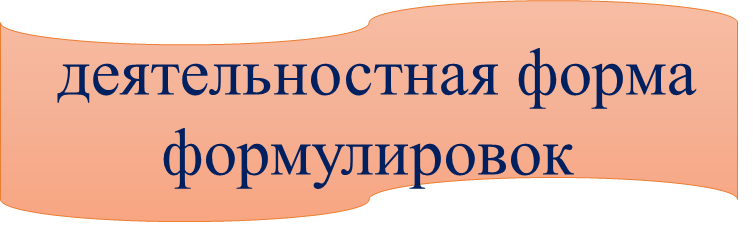 деятельностная форма
формулировок